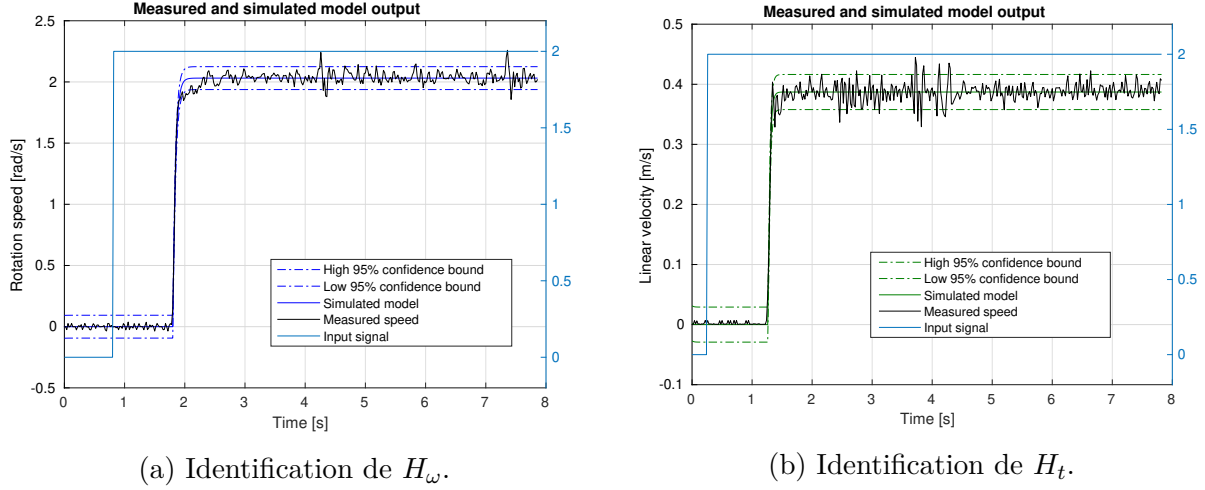 Measured and simulated model output
2.5
2
1.5
1
0.5
0
-0.5
Rotation speed [rad/s]
2
1.5
1
0.5
0
High 95% confidence bound
Low 95% confidence bound
Simulated model
Measured speed
Input signal
0 1 2 3 4 5 6 7 8
Time [s]
(a) Identification de Hω.
Measured and simulated model output
0.5
0.4
0.3
0.2
0.1
0
-0.1
Linear velocity [m/s]
2
1.5
1
0.5
0
High 95% confidence bound
Low 95% confidence bound
Simulated model
Measured speed
Input signal
0 1 2 3 4 5 6 7 8
Time [s]
(b) Identification de Ht.